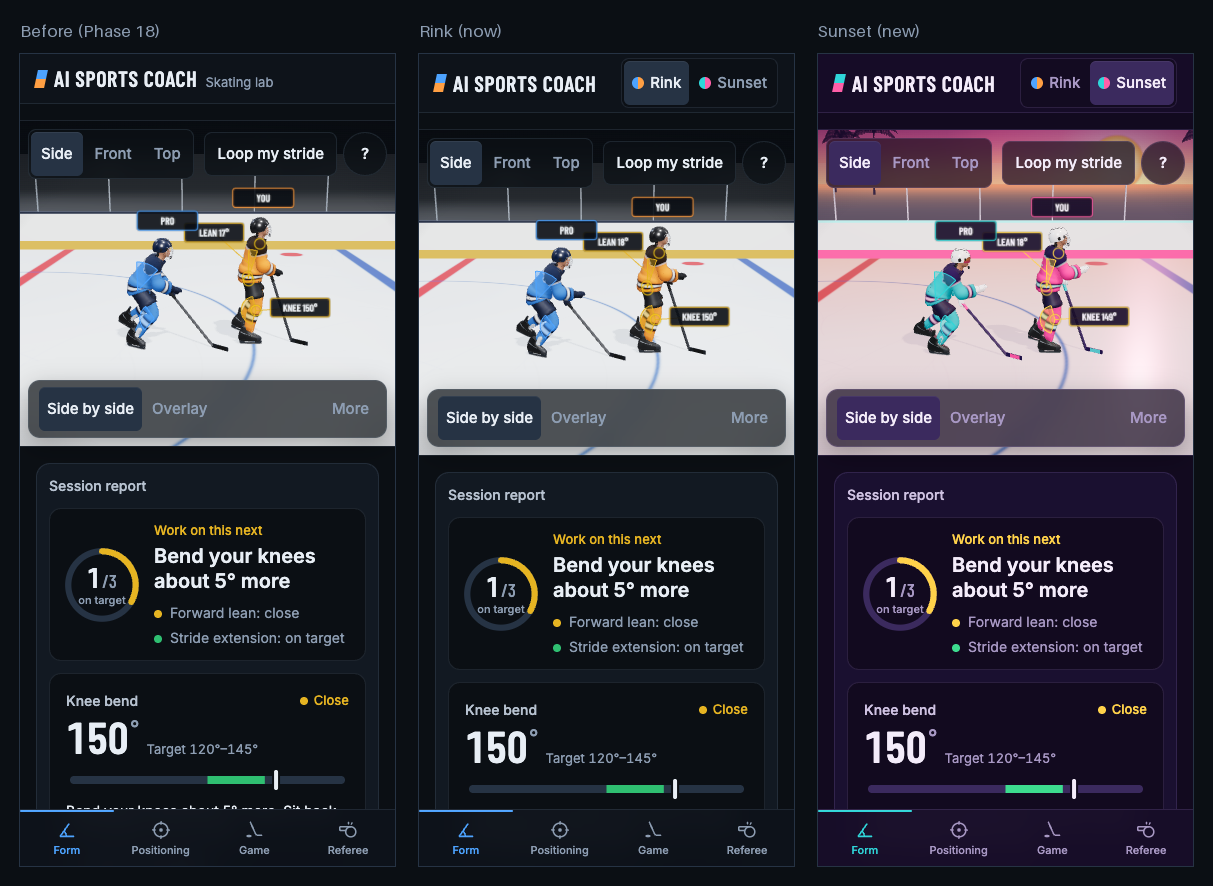 Before (Phase 18)
AI SPORTS COACH Skating lab
Side Front Top Loop my stride ?
YOU
PRO
LEAN 17°
KNEE 150°
Side by side Overlay More
Session report
Work on this next
Bend your knees
about 5° more
1/3
on target
Forward lean: close
Stride extension: on target
Knee bend Close
150° Target 120°–145°
Bend your knees about 5° more. Sit back
Form Positioning Game Referee
Rink (now)
AI SPORTS COACH Rink Sunset
Side Front Top Loop my stride ?
YOU
PRO
LEAN 18°
KNEE 150°
Side by side Overlay More
Session report
Work on this next
Bend your knees
about 5° more
1/3
on target
Forward lean: close
Stride extension: on target
Knee bend Close
150° Target 120°–145°
Form Positioning Game Referee
Sunset (new)
AI SPORTS COACH Rink Sunset
Side Front Top Loop my stride ?
YOU
PRO
LEAN 18°
KNEE 149°
Side by side Overlay More
Session report
Work on this next
Bend your knees
about 5° more
1/3
on target
Forward lean: close
Stride extension: on target
Knee bend Close
150° Target 120°–145°
Form Positioning Game Referee